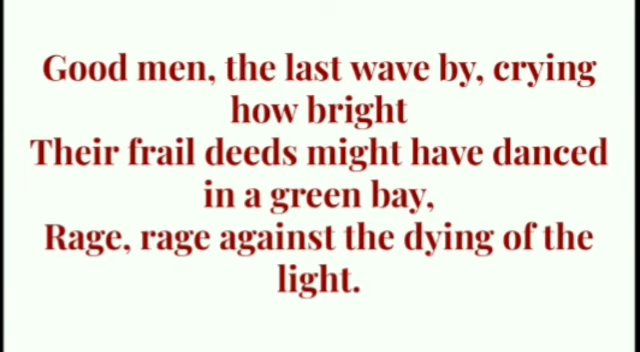 Good men, the last wave by, crying
how bright
Their frail deeds might have danced
in a green bay,
Rage, rage against the dying of the
light.